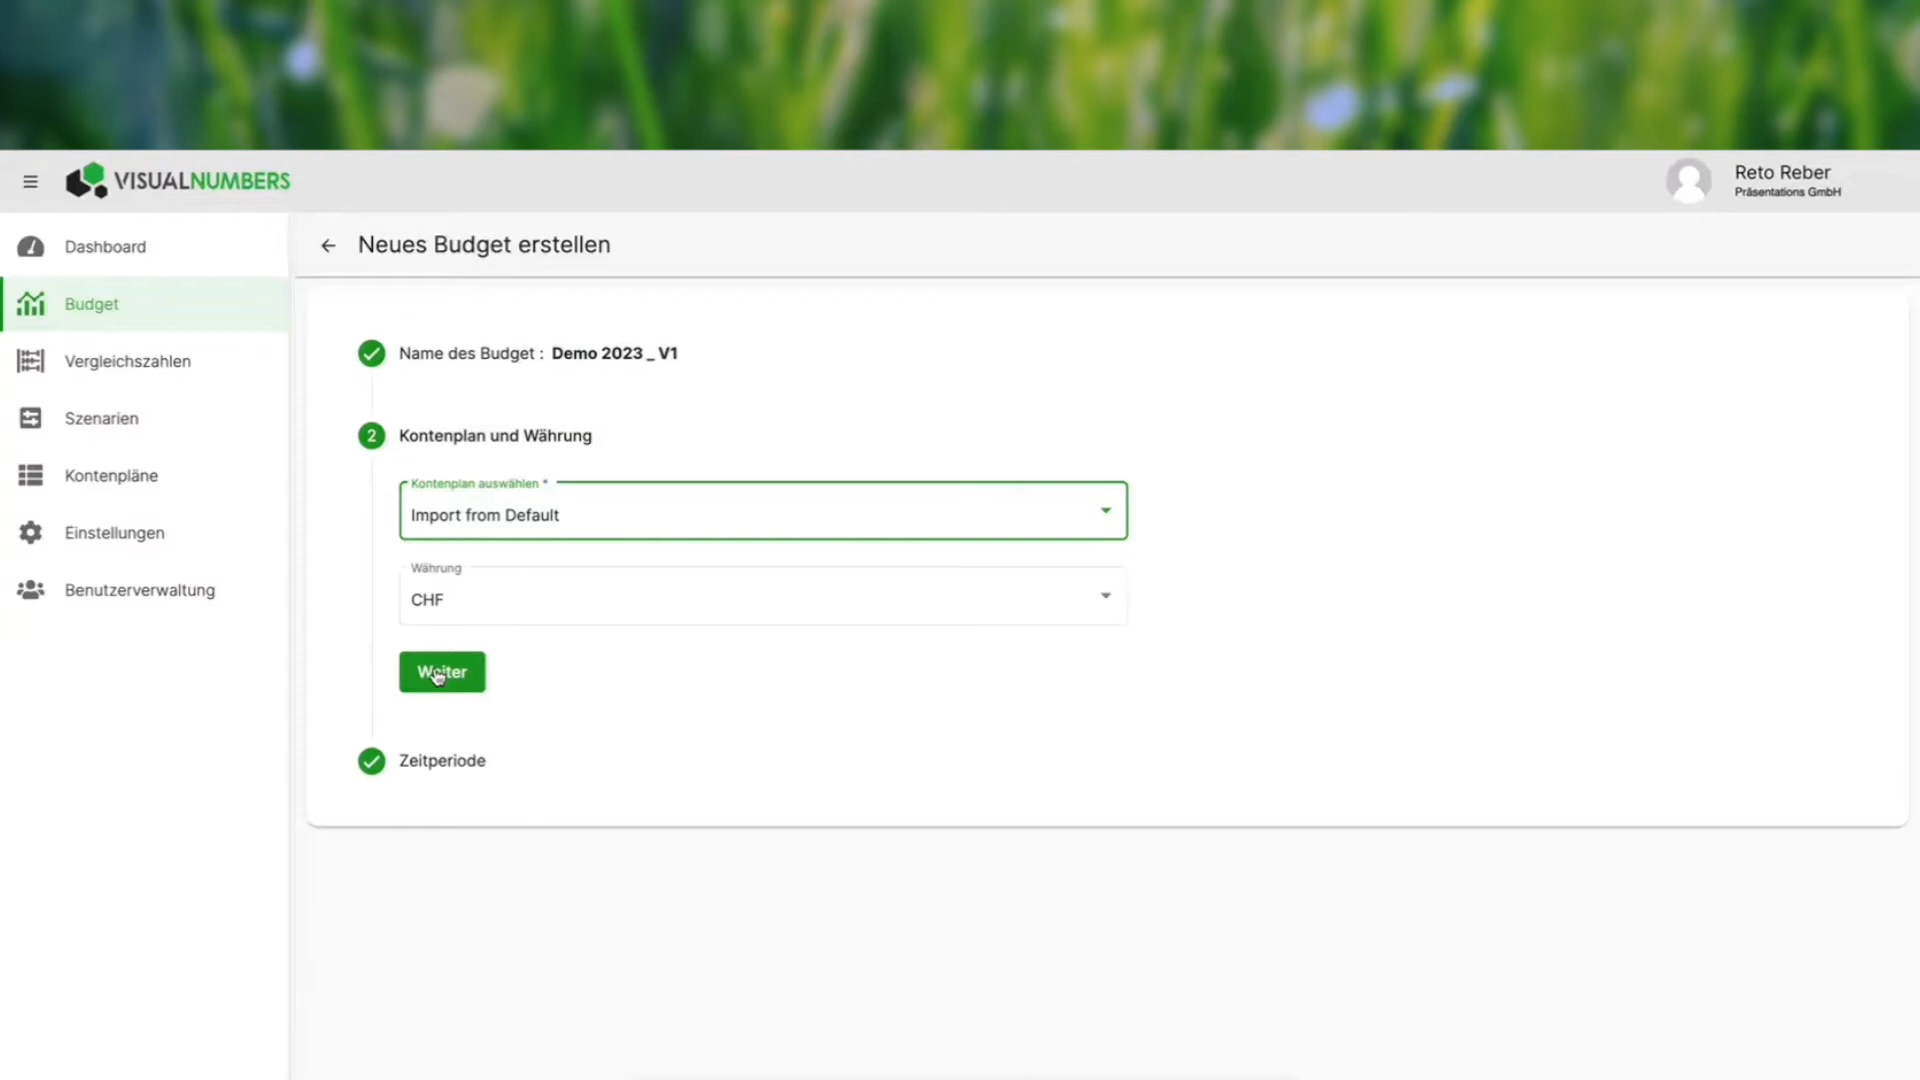 VISUALNUMBERS
Reto Reber
Präsentations GmbH
Dashboard
Budget
Vergleichszahlen
Szenarien
Kontenpläne
Einstellungen
Benutzerverwaltung
Neues Budget erstellen
Name des Budget : Demo 2023 _ V1
2 Kontenplan und Währung
Kontenplan auswählen *
Import from Default
Währung
CHF
Weiter
Zeitperiode